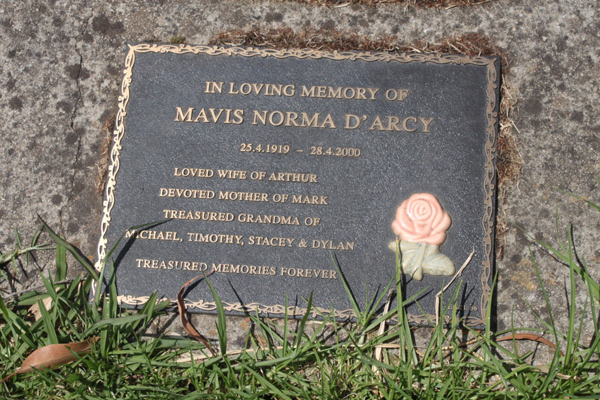 IN LOVING MEMORY OF
MAVIS NORMA D'ARCY
25.4.1919 – 28.4.2000
LOVED WIFE OF ARTHUR
DEVOTED MOTHER OF MARK
TREASURED GRANDMA OF
MICHAEL, TIMOTHY, STACEY & DYLAN
TREASURED MEMORIES FOREVER